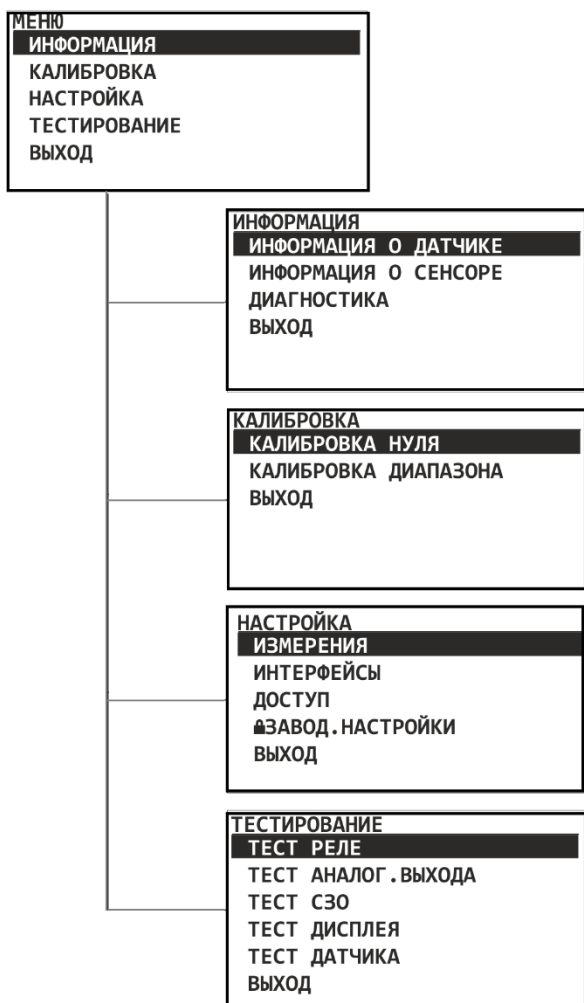 МЕНЮ
ИНФОРМАЦИЯ
КАЛИБРОВКА
НАСТРОЙКА
ТЕСТИРОВАНИЕ
ВЫХОД
ИНФОРМАЦИЯ
ИНФОРМАЦИЯ О ДАТЧИКЕ
ИНФОРМАЦИЯ О СЕНСОРЕ
ДИАГНОСТИКА
ВЫХОД
КАЛИБРОВКА
КАЛИБРОВКА НУЛЯ
КАЛИБРОВКА ДИАПАЗОНА
ВЫХОД
НАСТРОЙКА
ИЗМЕРЕНИЯ
ИНТЕРФЕЙСЫ
ДОСТУП
ЗАВОД.НАСТРОЙКИ
ВЫХОД
ТЕСТИРОВАНИЕ
ТЕСТ РЕЛЕ
ТЕСТ АНАЛОГ.ВЫХОДА
ТЕСТ СЗО
ТЕСТ ДИСПЛЕЯ
ТЕСТ ДАТЧИКА
ВЫХОД